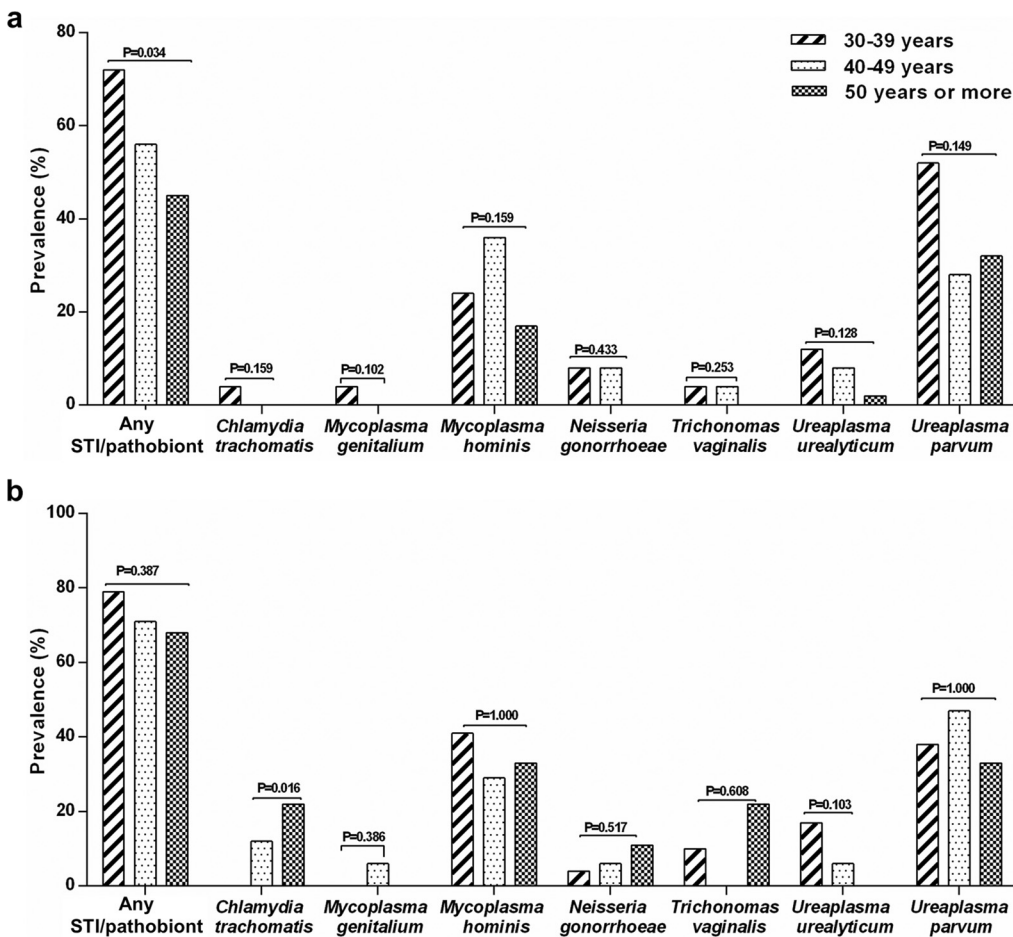 a
80
60
40
20
0
Prevalence (%)
30-39 years
40-49 years
50 years or more
P=0.034
P=0.159
P=0.102
P=0.159
P=0.433
P=0.253
P=0.128
P=0.149
Any
STI/pathobiont
Chlamydia
trachomatis
Mycoplasma
genitalium
Mycoplasma
hominis
Neisseria
gonorrhoeae
Trichonomas
vaginalis
Ureaplasma
urealyticum
Ureaplasma
parvum
b
100
80
60
40
20
0
Prevalence (%)
P=0.387
P=0.016
P=0.386
P=1.000
P=0.517
P=0.608
P=0.103
P=1.000
Any
STI/pathobiont
Chlamydia
trachomatis
Mycoplasma
genitalium
Mycoplasma
hominis
Neisseria
gonorrhoeae
Trichonomas
vaginalis
Ureaplasma
urealyticum
Ureaplasma
parvum